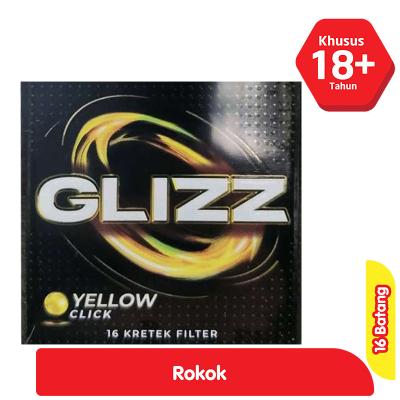 Khusus
18+
Tahun
GLIZZ
YELLOW
CLICK
16 KRETEK FILTER
16 Batang
Rokok